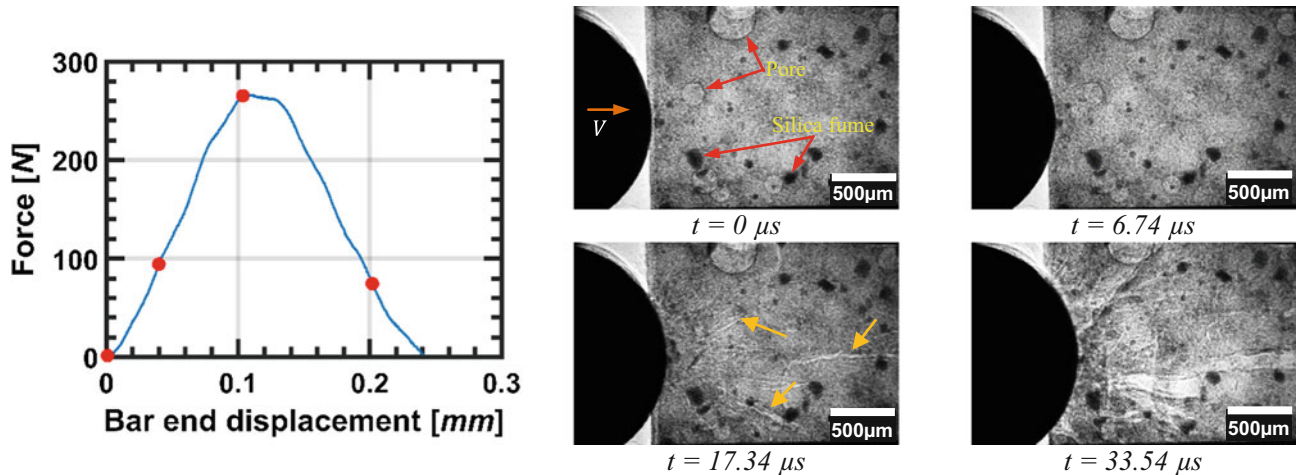 300
200
100
0
Force [N]
0
0.1
0.2
0.3
Bar end displacement [mm]
V
Pore
Silica fume
500µm
t = 0 µs
500µm
t = 6.74 µs
500µm
t = 17.34 µs
500µm
t = 33.54 µs